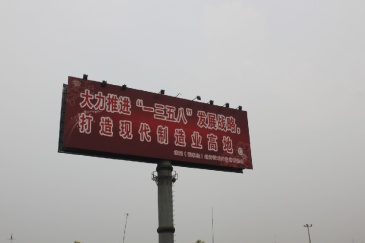 大力推进“一三五八”发展战略，
打造现代制造业高地